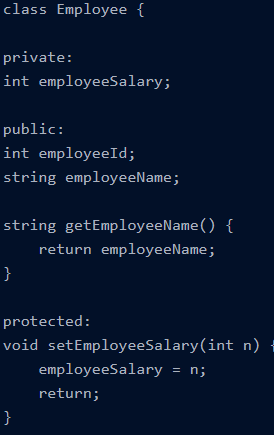 class Employee {
private:
int employeeSalary;
public:
int employeeId;
string employeeName;
string getEmployeeName() {
    return employeeName;
}
protected:
void setEmployeeSalary(int n) {
    employeeSalary = n;
    return;
}